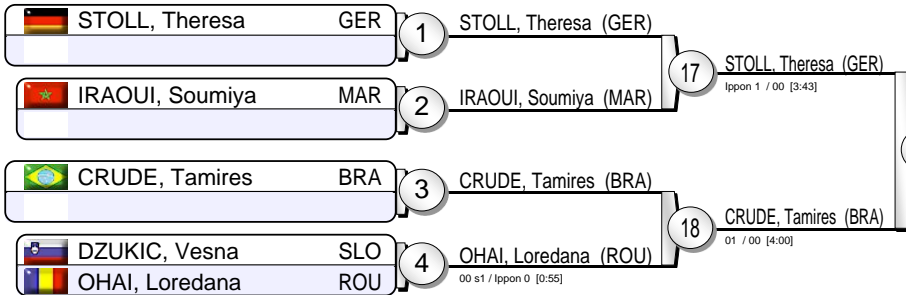 STOLL, Theresa GER
1
IRAOUI, Soumiya MAR
2
CRUDE, Tamires BRA
3
DZUKIC, Vesna SLO
OHAI, Loredana ROU
4
STOLL, Theresa (GER)
IRAOUI, Soumiya (MAR)
17
CRUDE, Tamires (BRA)
OHAI, Loredana (ROU)
00 s1 / Ippon 0 [0:55]
18
STOLL, Theresa (GER)
Ippon 1 / 00 [3:43]
CRUDE, Tamires (BRA)
01 / 00 [4:00]